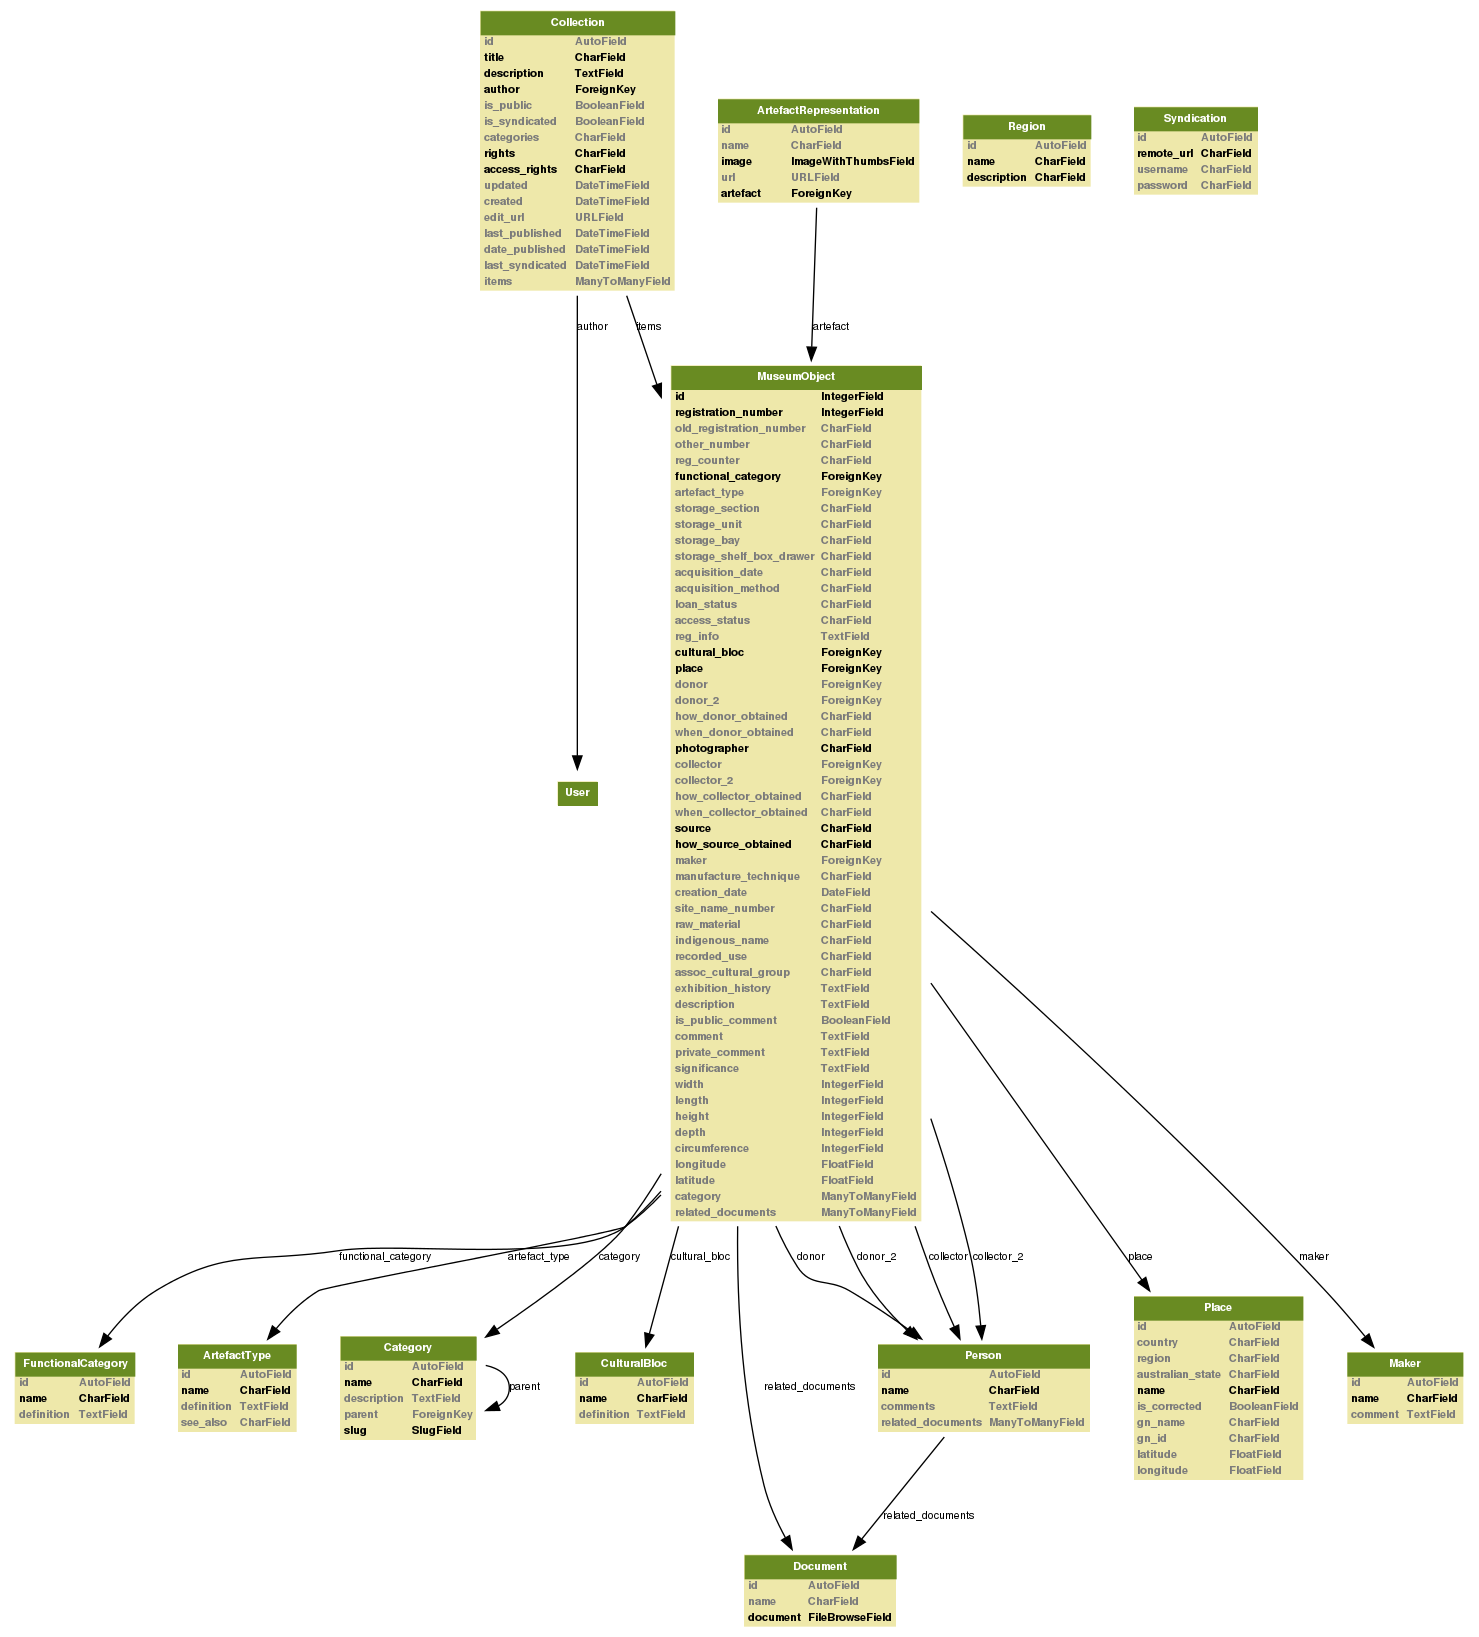 Collection
id AutoField
title CharField
description TextField
author ForeignKey
is_public BooleanField
is_syndicated BooleanField
categories CharField
rights CharField
access_rights CharField
updated DateTimeField
created DateTimeField
edit_url URLField
last_published DateTimeField
date_published DateTimeField
last_syndicated DateTimeField
items ManyToManyField
ArtefactRepresentation
id AutoField
name CharField
image ImageWithThumbsField
url URLField
artefact ForeignKey
Region
id AutoField
name CharField
description CharField
Syndication
id AutoField
remote_url CharField
username CharField
password CharField
author
items
artefact
MuseumObject
id IntegerField
registration_number IntegerField
old_registration_number CharField
other_number CharField
reg_counter CharField
functional_category ForeignKey
artefact_type ForeignKey
storage_section CharField
storage_unit CharField
storage_bay CharField
storage_shelf_box_drawer CharField
acquisition_date CharField
acquisition_method CharField
loan_status CharField
access_status CharField
reg_info TextField
cultural_bloc ForeignKey
place ForeignKey
donor ForeignKey
donor_2 ForeignKey
how_donor_obtained CharField
when_donor_obtained CharField
photographer CharField
collector ForeignKey
collector_2 ForeignKey
how_collector_obtained CharField
when_collector_obtained CharField
source CharField
how_source_obtained CharField
maker ForeignKey
manufacture_technique CharField
creation_date DateField
site_name_number CharField
raw_material CharField
indigenous_name CharField
recorded_use CharField
assoc_cultural_group CharField
exhibition_history TextField
description TextField
is_public_comment BooleanField
comment TextField
private_comment TextField
significance TextField
width IntegerField
length IntegerField
height IntegerField
depth IntegerField
circumference IntegerField
longitude FloatField
latitude FloatField
category ManyToManyField
related_documents ManyToManyField
User
functional_category
artefact_type
category
cultural_bloc
donor
donor_2
collector
collector_2
place
maker
FunctionalCategory
id AutoField
name CharField
definition TextField
ArtefactType
id AutoField
name CharField
definition TextField
see_also CharField
Category
id AutoField
name CharField
description TextField
parent ForeignKey
slug SlugField
parent
CulturalBloc
id AutoField
name CharField
definition TextField
related_documents
Person
id AutoField
name CharField
comments TextField
related_documents ManyToManyField
Place
id AutoField
country CharField
region CharField
australian_state CharField
name CharField
is_corrected BooleanField
gn_name CharField
gn_id CharField
latitude FloatField
longitude FloatField
Maker
id AutoField
name CharField
comment TextField
related_documents
Document
id AutoField
name CharField
document FileBrowseField